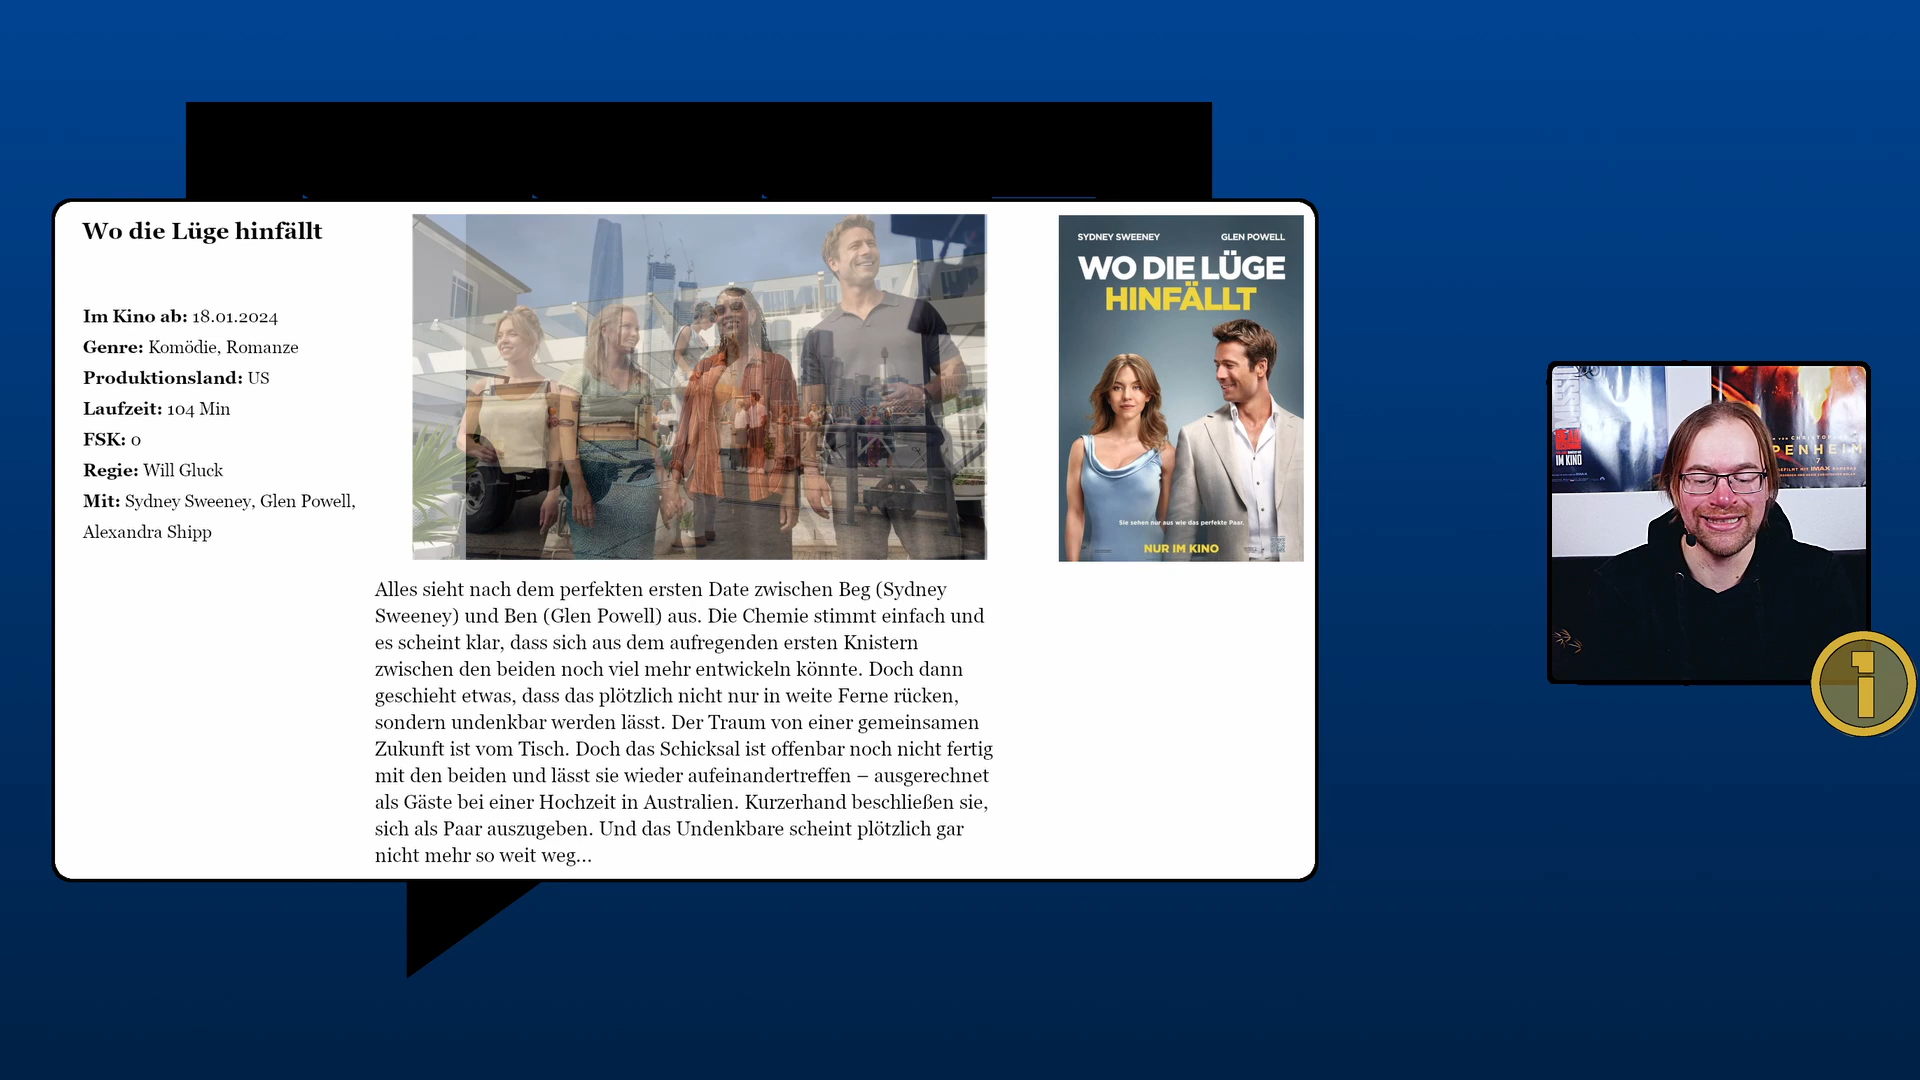 Wo die Lüge hinfällt
Im Kino ab: 18.01.2024
Genre: Komödie, Romanze
Produktionsland: US
Laufzeit: 104 Min
FSK: 0
Regie: Will Gluck
Mit: Sydney Sweeney, Glen Powell,
Alexandra Shipp
SYDNEY SWEENEY GLEN POWELL
WO DIE LÜGE
HINFÄLLT
Sie sehen nur aus wie das perfekte Paar.
NUR IM KINO
Alles sieht nach dem perfekten ersten Date zwischen Beg (Sydney
Sweeney) und Ben (Glen Powell) aus. Die Chemie stimmt einfach und
es scheint klar, dass sich aus dem aufregenden ersten Knistern
zwischen den beiden noch viel mehr entwickeln könnte. Doch dann
geschieht etwas, dass das plötzlich nicht nur in weite Ferne rücken,
sondern undenkbar werden lässt. Der Traum von einer gemeinsamen
Zukunft ist vom Tisch. Doch das Schicksal ist offenbar noch nicht fertig
mit den beiden und lässt sie wieder aufeinandertreffen – ausgerechnet
als Gäste bei einer Hochzeit in Australien. Kurzerhand beschließen sie,
sich als Paar auszugeben. Und das Undenkbare scheint plötzlich gar
nicht mehr so weit weg...
IM KINO
PENHEIM
i